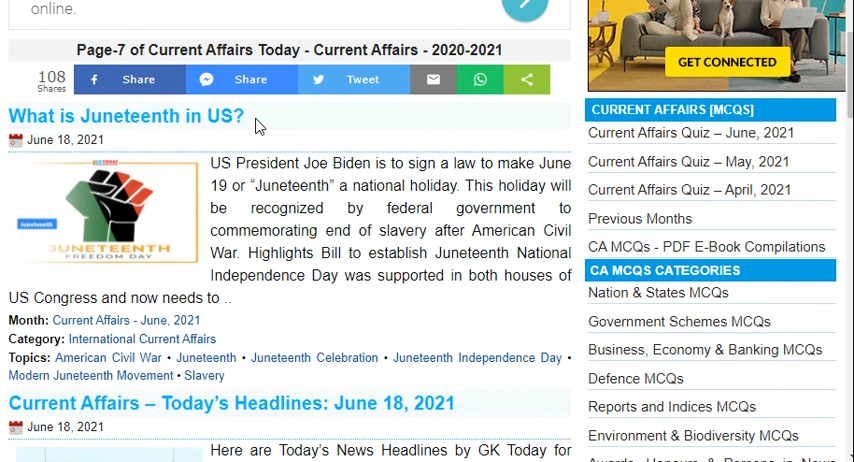 online.
Page-7 of Current Affairs Today - Current Affairs - 2020-2021
108
Shares
Share
Share
Tweet
What is Juneteenth in US?
June 18, 2021
Juneteenth
JUNETEENTH
FREEDOM DAY
US President Joe Biden is to sign a law to make June
19 or “Juneteenth” a national holiday. This holiday will
be recognized by federal government to
commemorating end of slavery after American Civil
War. Highlights Bill to establish Juneteenth National
Independence Day was supported in both houses of
US Congress and now needs to ..
Month: Current Affairs - June, 2021
Category: International Current Affairs
Topics: American Civil War • Juneteenth • Juneteenth Celebration • Juneteenth Independence Day •
Modern Juneteenth Movement • Slavery
Current Affairs – Today’s Headlines: June 18, 2021
June 18, 2021
Here are Today’s News Headlines by GK Today for
GET CONNECTED
CURRENT AFFAIRS [MCQS]
Current Affairs Quiz – June, 2021
Current Affairs Quiz – May, 2021
Current Affairs Quiz – April, 2021
Previous Months
CA MCQs - PDF E-Book Compilations
CA MCQS CATEGORIES
Nation & States MCQs
Government Schemes MCQs
Business, Economy & Banking MCQs
Defence MCQs
Reports and Indices MCQs
Environment & Biodiversity MCQs
Awards, Honours & Persons in News